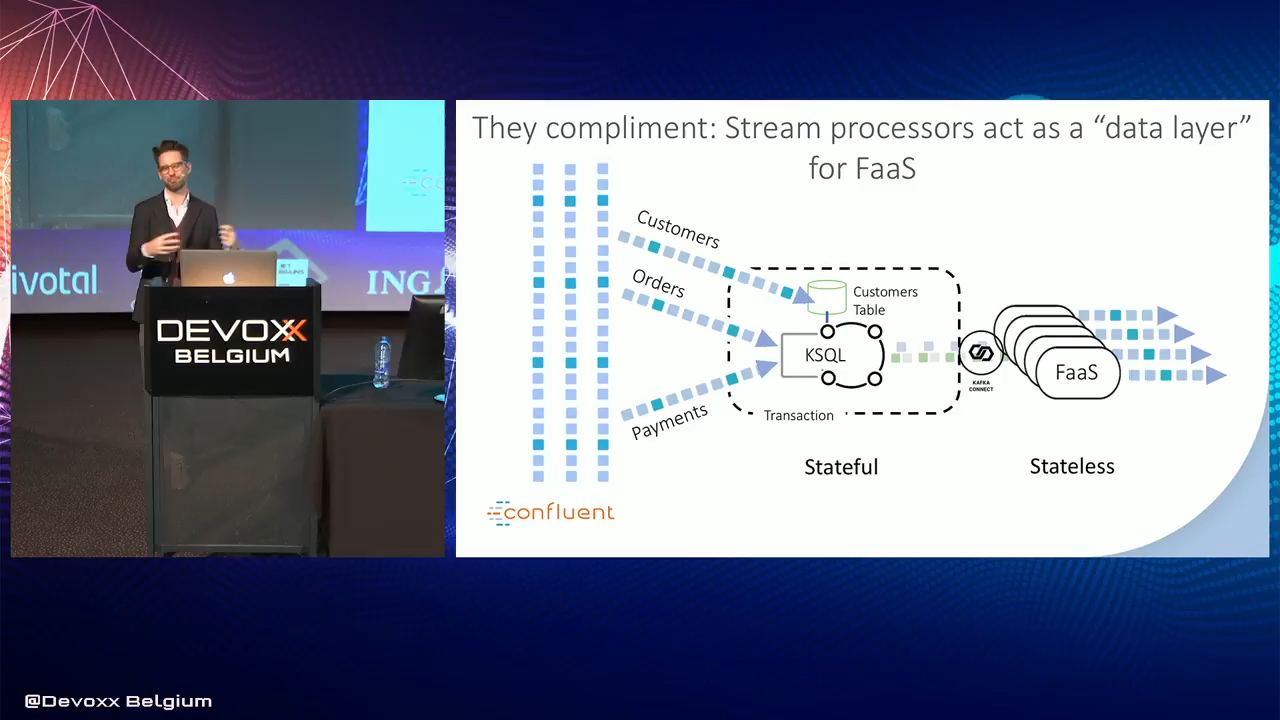 They compliment: Stream processors act as a “data layer”
for FaaS
Customers
Orders
Payments
Customers
Table
KSQL
Transaction
KAFKA
CONNECT
FaaS
Stateful
Stateless
confluent
ivotal
ING
DEVOXX
BELGIUM
@Devoxx Belgium